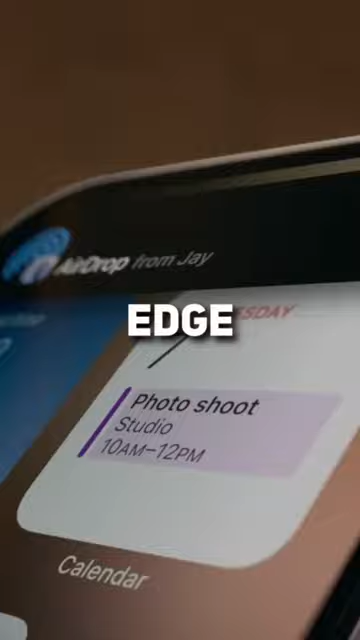 AirDrop from Jay
EDGE
Photo shoot
Studio
10AM–12PM
Calendar